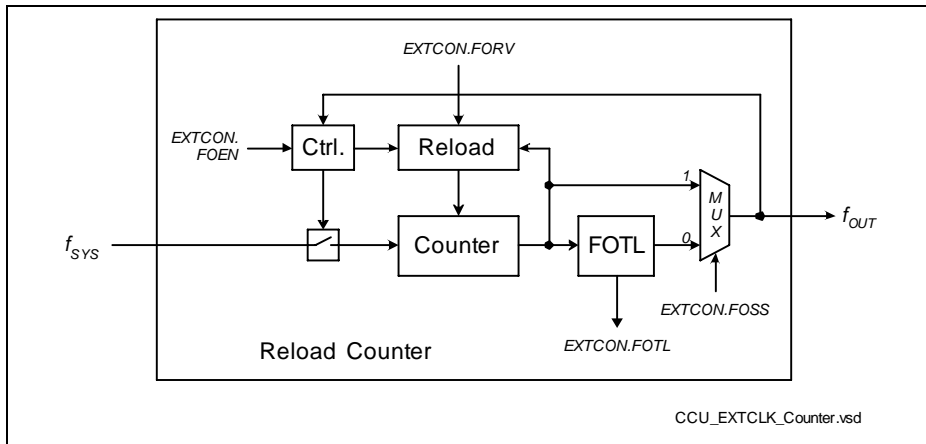 EXTCON.FORV
EXTCON.
FOEN
Ctrl.
Reload
1
MUX
f_SYS
Counter
FOTL
0
f_OUT
EXTCON.FOSS
EXTCON.FOTL
Reload Counter
CCU_EXTCLK_Counter.vsd